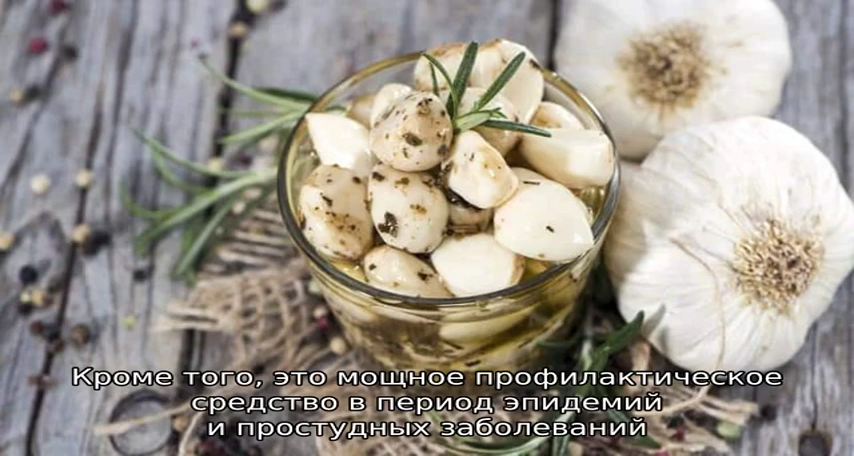 Кроме того, это мощное профилактическое
средство в период эпидемий
и простудных заболеваний